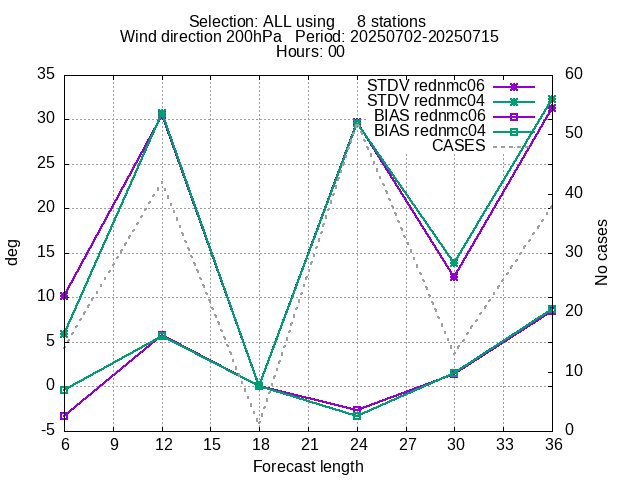 Selection: ALL using     8 stations
Wind direction 200hPa   Period: 20250702-20250715
Hours: 00
STDV rednmc06
STDV rednmc04
BIAS rednmc06
BIAS rednmc04
CASES
35
30
25
20
15
10
5
0
-5
60
50
40
30
20
10
0
deg
No cases
6 9 12 15 18 21 24 27 30 33 36
Forecast length